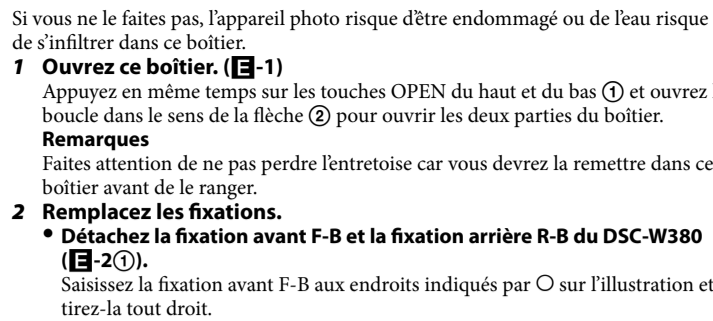 Si vous ne le faites pas, l’appareil photo risque d’être endommagé ou de l’eau risque
de s’infiltrer dans ce boîtier.
1 Ouvrez ce boîtier. (E-1)
Appuyez en même temps sur les touches OPEN du haut et du bas ① et ouvrez
boucle dans le sens de la flèche ② pour ouvrir les deux parties du boîtier.
Remarques
Faites attention de ne pas perdre l’entretoise car vous devrez la remettre dans ce
boîtier avant de le ranger.
2 Remplacez les fixations.
• Détachez la fixation avant F-B et la fixation arrière R-B du DSC-W380
(E-2①).
Saisissez la fixation avant F-B aux endroits indiqués par ○ sur l’illustration et
tirez-la tout droit.